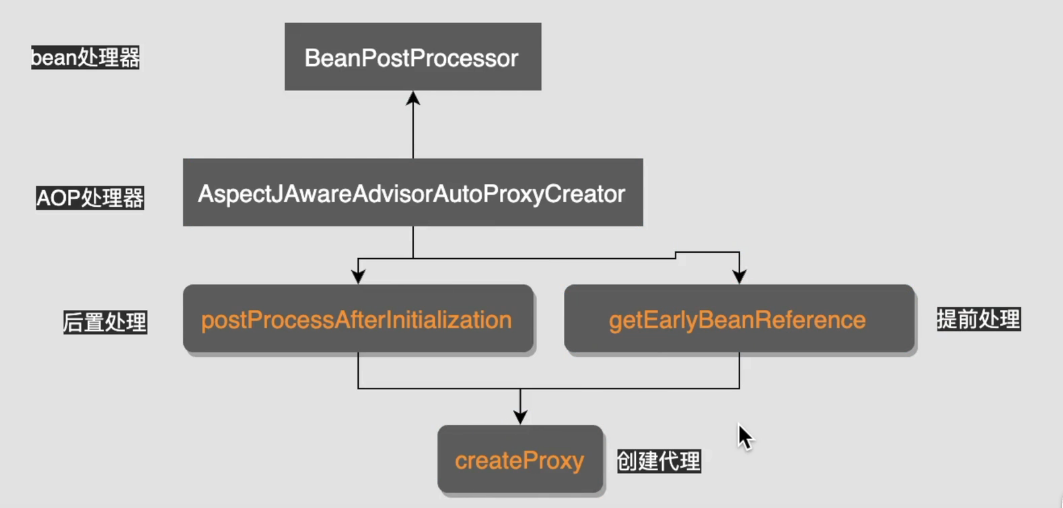 bean处理器
BeanPostProcessor
AOP处理器
AspectJAwareAdvisorAutoProxyCreator
后置处理
postProcessAfterInitialization
getEarlyBeanReference
提前处理
createProxy
创建代理